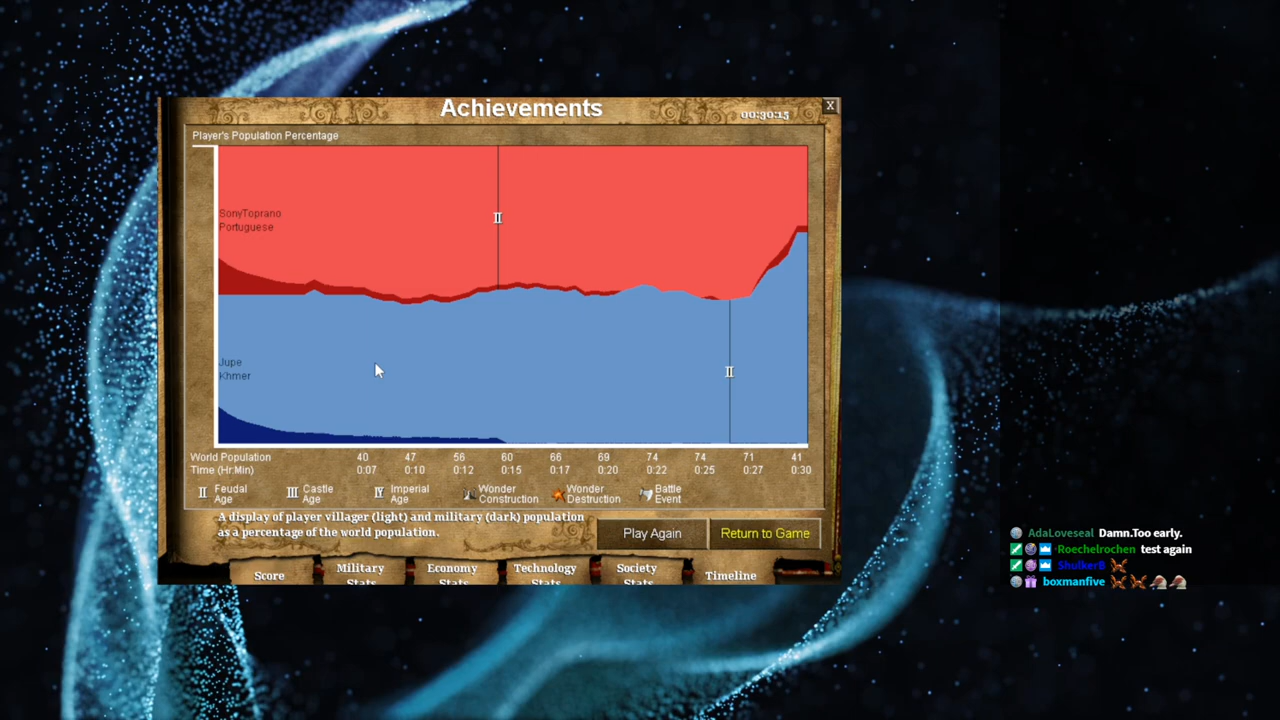 Achievements
X
00:30:15
Player's Population Percentage
SonyToprano
Portuguese
II
Jupe
Khmer
II
World Population 40 47 56 60 66 69 74 74 71 41
Time (Hr:Min) 0:07 0:10 0:12 0:15 0:17 0:20 0:22 0:25 0:27 0:30
II Feudal Age III Castle Age IV Imperial Age Wonder Construction Wonder Destruction Battle Event
A display of player villager (light) and military (dark) population
as a percentage of the world population.
Play Again
Return to Game
Score
Military Stats
Economy Stats
Technology Stats
Society Stats
Timeline
AdaLoveseal Damn.Too early.
Roechelrochen test again
ShulkerB
boxmanfive